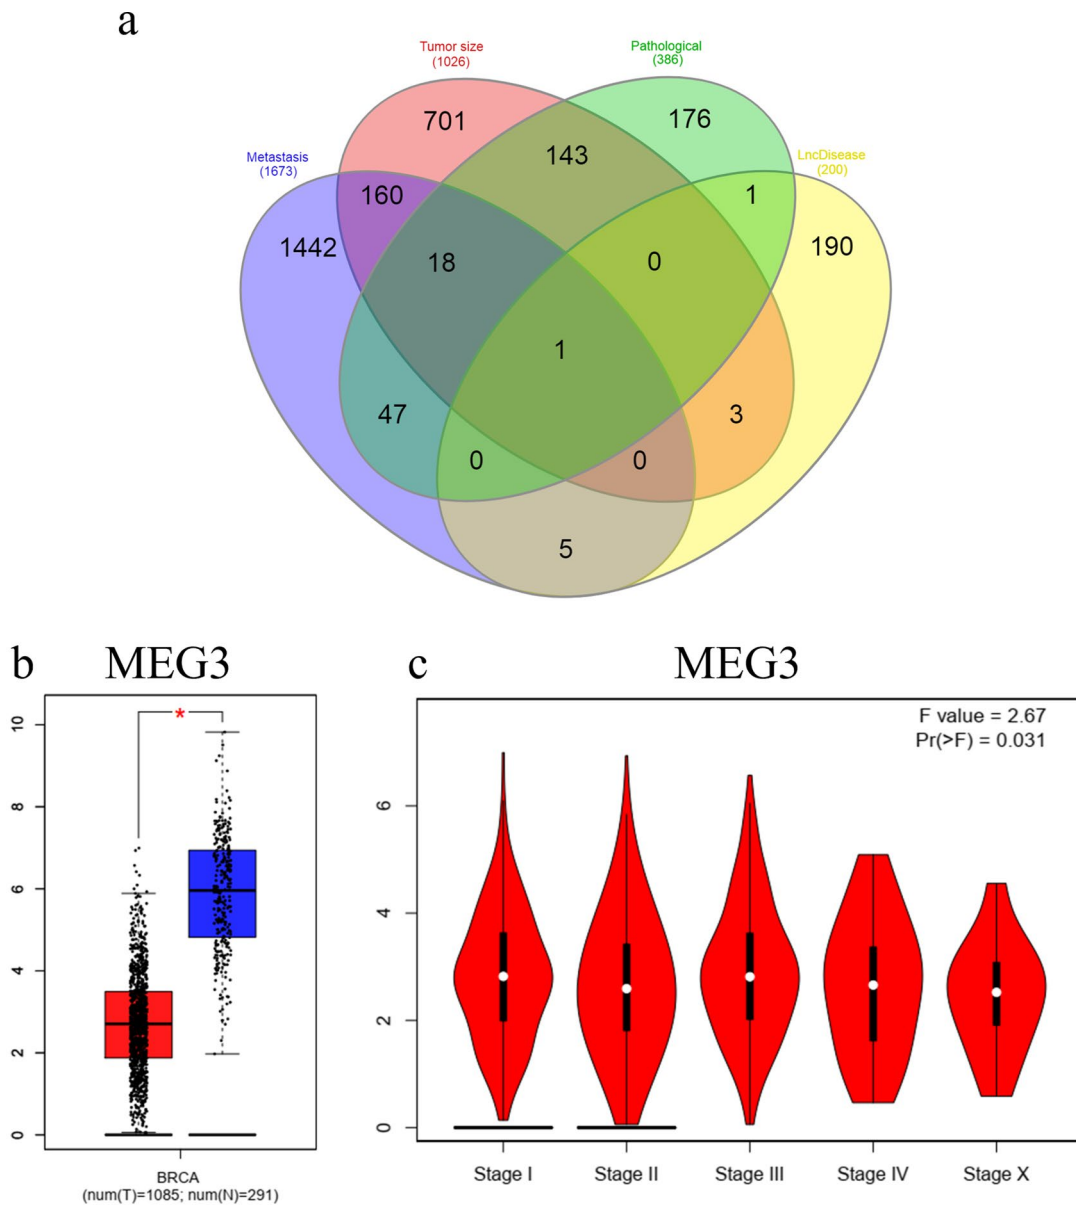 a
Tumor size
(1026)
Pathological
(386)
Metastasis
(1673)
LncDisease
(200)
701
176
143
160
1
1442
190
18
0
1
47
3
0
0
5
b
MEG3
*
10
8
6
4
2
0
BRCA
(num(T)=1085; num(N)=291)
c
MEG3
F value = 2.67
Pr(>F) = 0.031
6
4
2
0
Stage I
Stage II
Stage III
Stage IV
Stage X